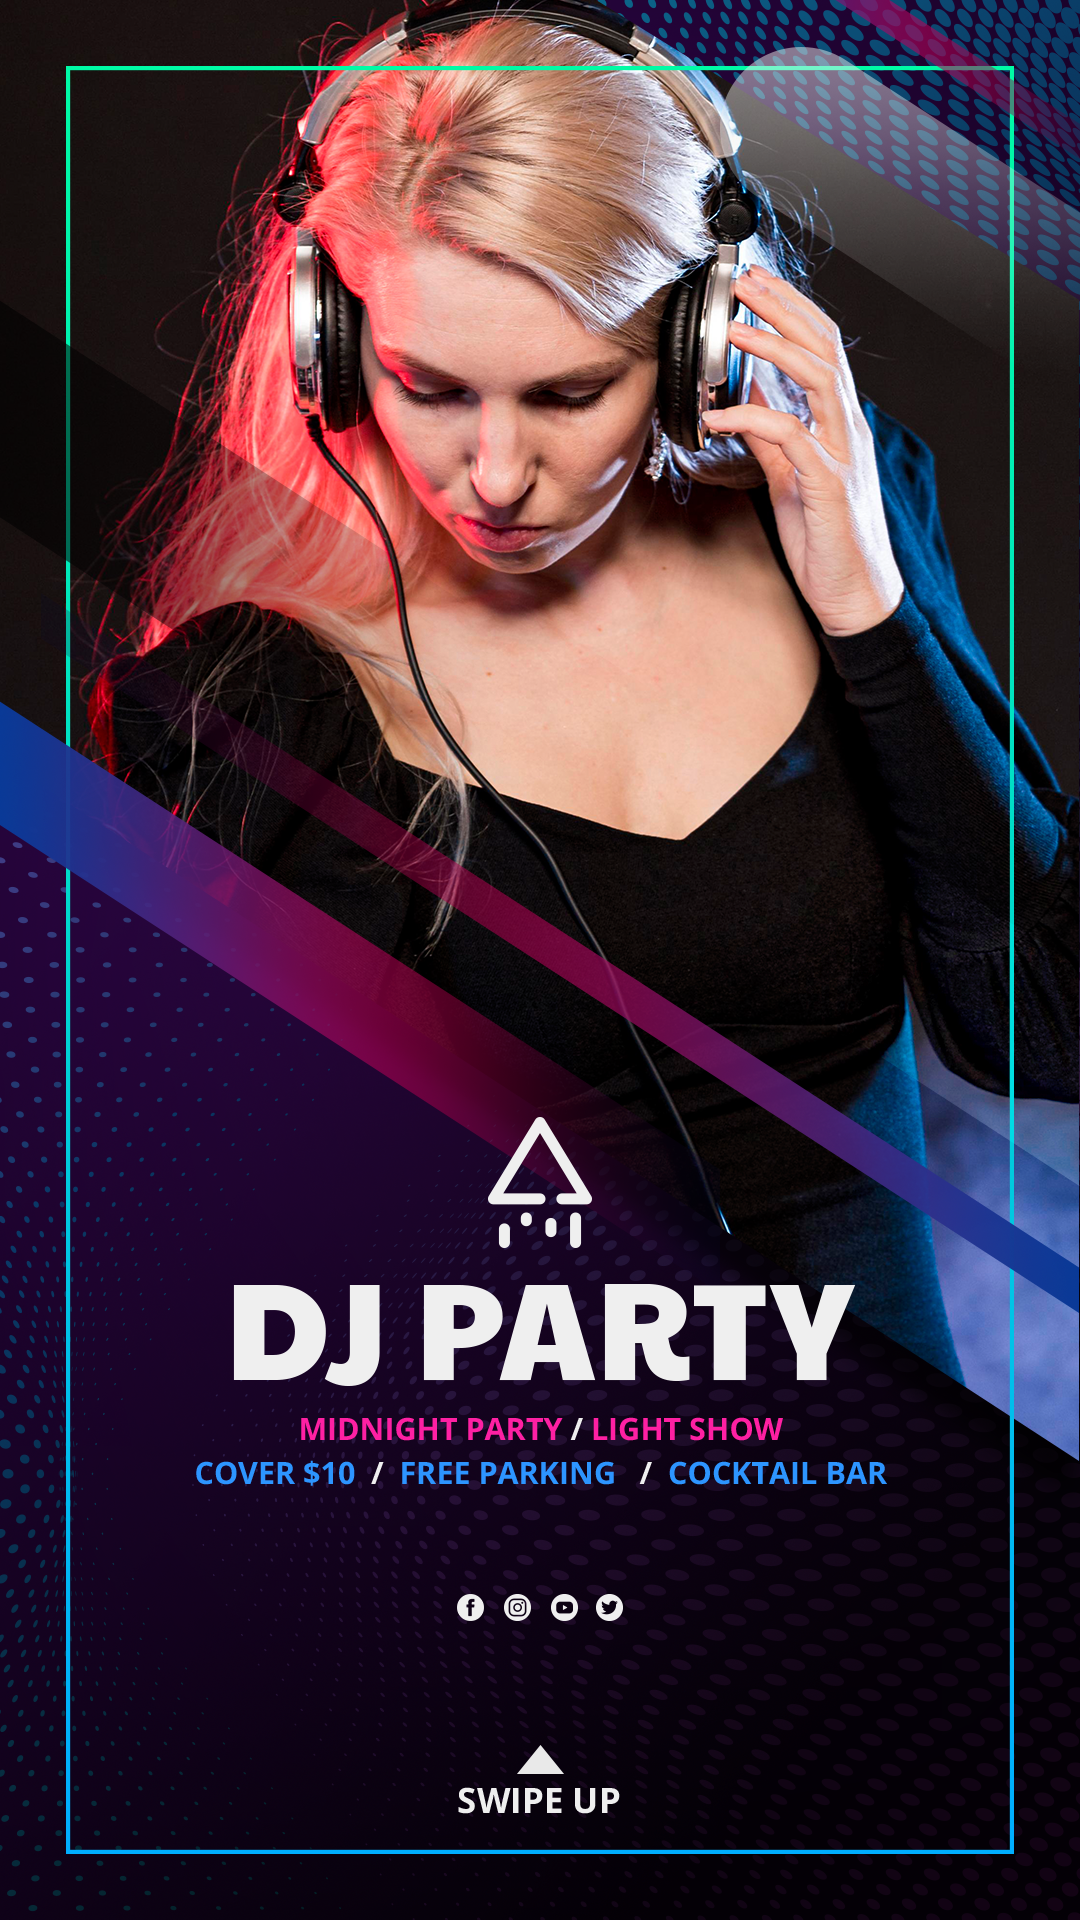 DJ PARTY
MIDNIGHT PARTY / LIGHT SHOW
COVER $10 / FREE PARKING / COCKTAIL BAR
SWIPE UP